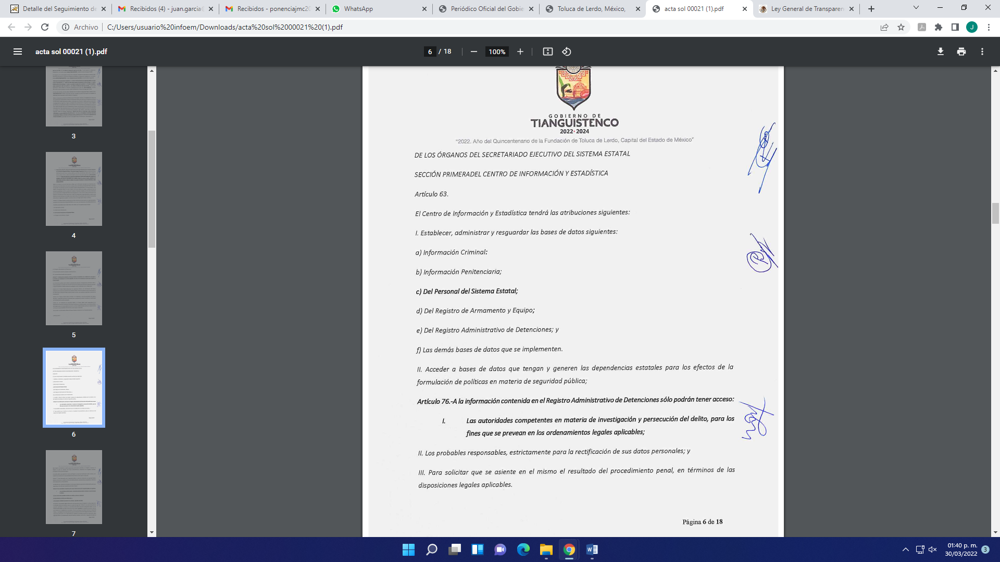 Detalle del Seguimiento de
Recibidos (4) - juan.garcia@
Recibidos - ponenciajmc20
WhatsApp
Periódico Oficial del Gobie
Toluca de Lerdo, México,
acta sol 00021 (1).pdf
Ley General de Transparen
Archivo
C:/Users/usuario%20infoem/Downloads/acta%20sol%2000021%20(1).pdf
J
acta sol 00021 (1).pdf
6 / 18
100%
3
4
5
6
7
GOBIERNO DE
TIANGUISTENCO
2022-2024
"2022. Año del Quincentenario de la Fundación de Toluca de Lerdo, Capital del Estado de México"
DE LOS ÓRGANOS DEL SECRETARIADO EJECUTIVO DEL SISTEMA ESTATAL
SECCIÓN PRIMERADEL CENTRO DE INFORMACIÓN Y ESTADÍSTICA
Artículo 63.
El Centro de Información y Estadística tendrá las atribuciones siguientes:
I. Establecer, administrar y resguardar las bases de datos siguientes:
a) Información Criminal:
b) Información Penitenciaria;
c) Del Personal del Sistema Estatal;
d) Del Registro de Armamento y Equipo;
e) Del Registro Administrativo de Detenciones; y
f) Las demás bases de datos que se implementen.
II. Acceder a bases de datos que tengan y generen las dependencias estatales para los efectos de la
formulación de políticas en materia de seguridad pública;
Artículo 76.-A la información contenida en el Registro Administrativo de Detenciones sólo podrán tener acceso:
I. Las autoridades competentes en materia de investigación y persecución del delito, para los
fines que se prevean en los ordenamientos legales aplicables;
II. Los probables responsables, estrictamente para la rectificación de sus datos personales; y
III. Para solicitar que se asiente en el mismo el resultado del procedimiento penal, en términos de las
disposiciones legales aplicables.
Página 6 de 18
01:40 p. m.
30/03/2022
3